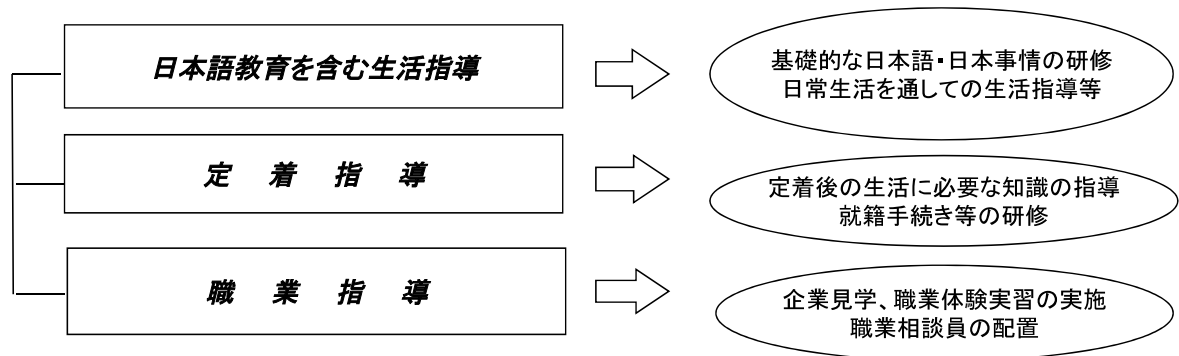 日本語教育を含む生活指導
基礎的な日本語・日本事情の研修
日常生活を通しての生活指導等
定着指導
定着後の生活に必要な知識の指導
就籍手続き等の研修
職業指導
企業見学、職業体験実習の実施
職業相談員の配置